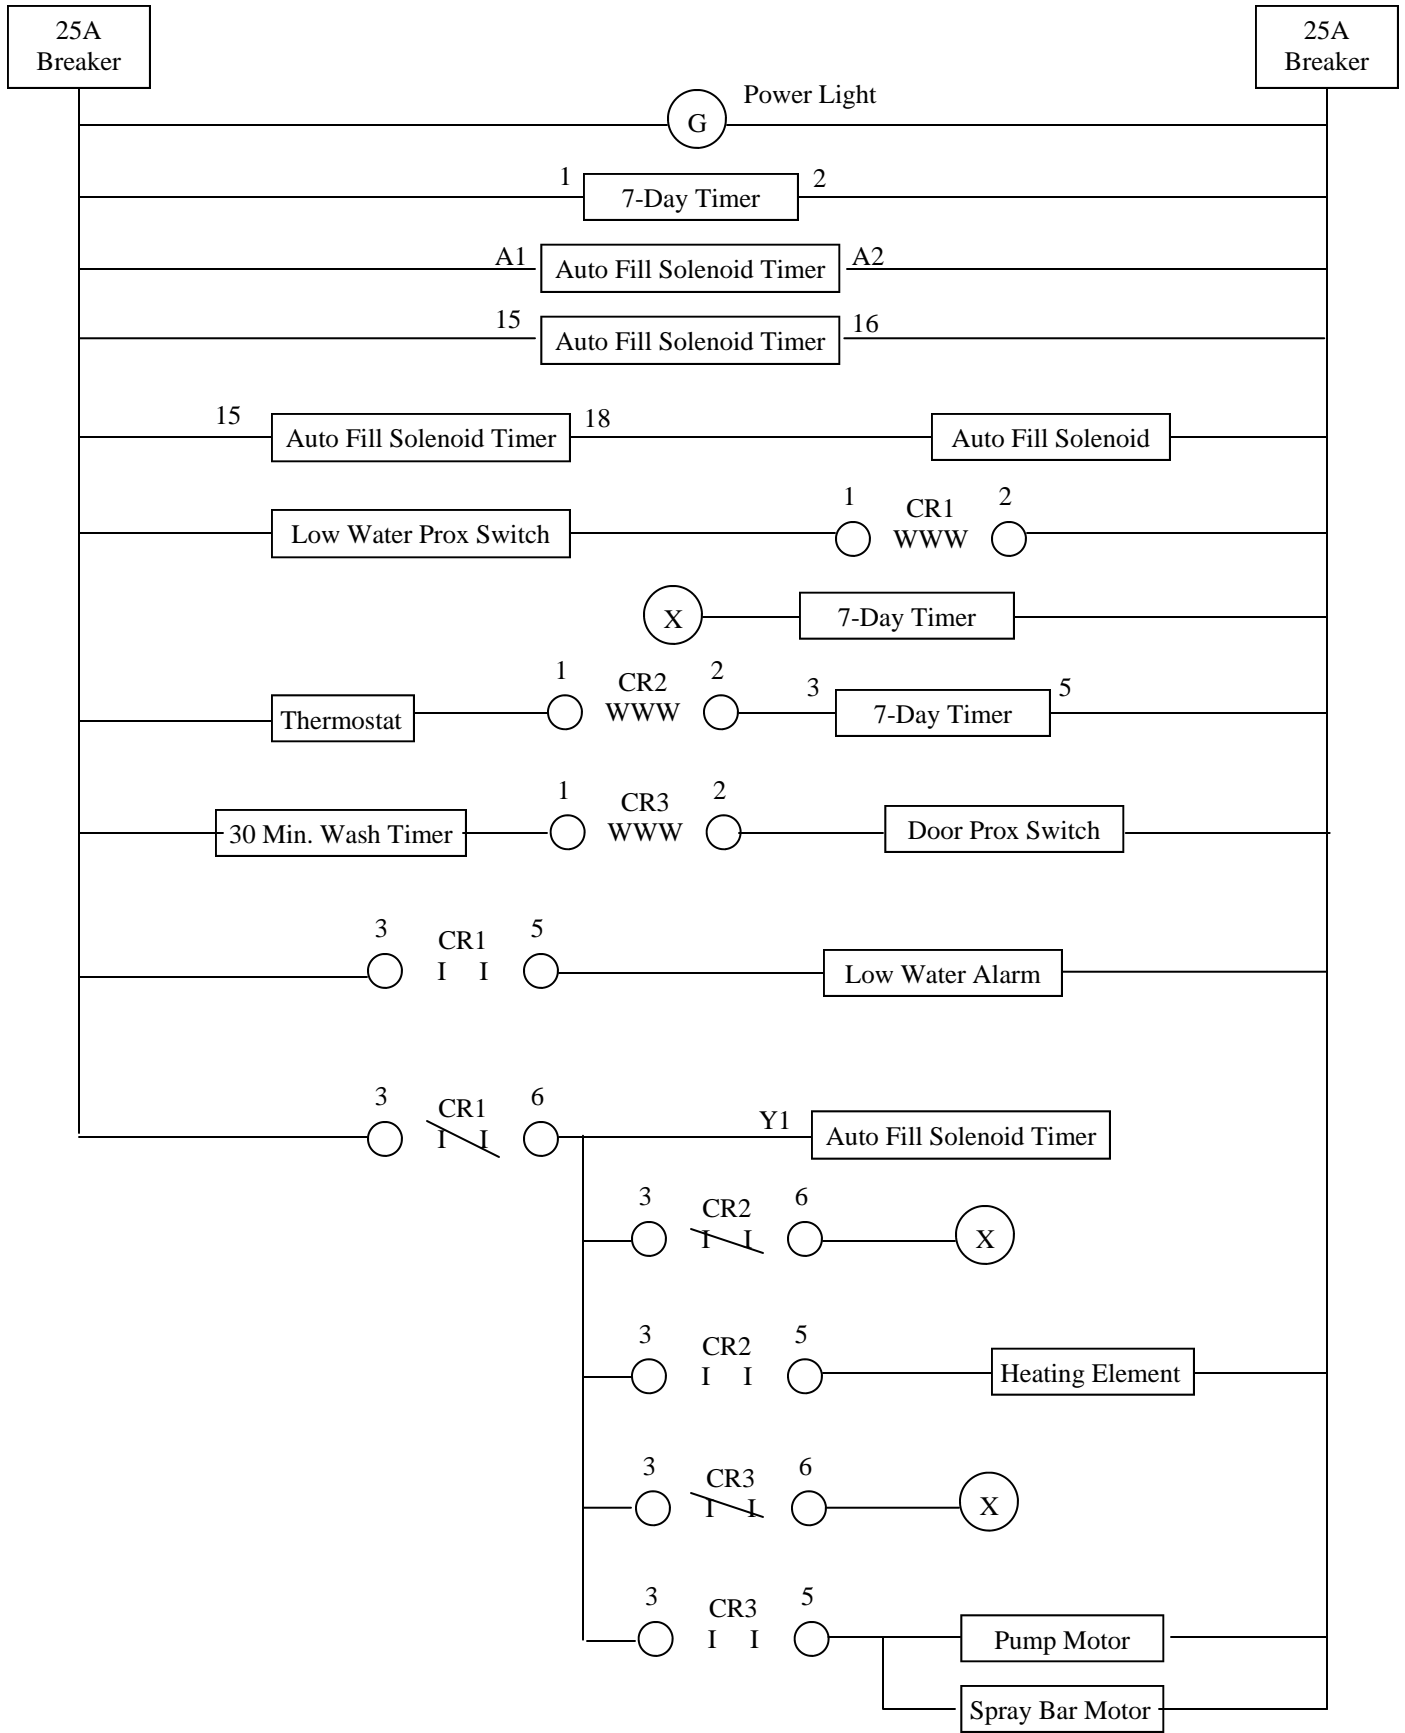 25A
Breaker
25A
Breaker
Power Light
G
1
7-Day Timer
2
A1
Auto Fill Solenoid Timer
A2
15
Auto Fill Solenoid Timer
16
15
Auto Fill Solenoid Timer
18
Auto Fill Solenoid
Low Water Prox Switch
1
CR1
WWW
2
X
7-Day Timer
Thermostat
1
CR2
WWW
2
3
7-Day Timer
5
30 Min. Wash Timer
1
CR3
WWW
2
Door Prox Switch
3
CR1
I I
5
Low Water Alarm
3
CR1
I I
6
Y1
Auto Fill Solenoid Timer
3
CR2
I I
6
X
3
CR2
I I
5
Heating Element
3
CR3
I I
6
X
3
CR3
I I
5
Pump Motor
Spray Bar Motor